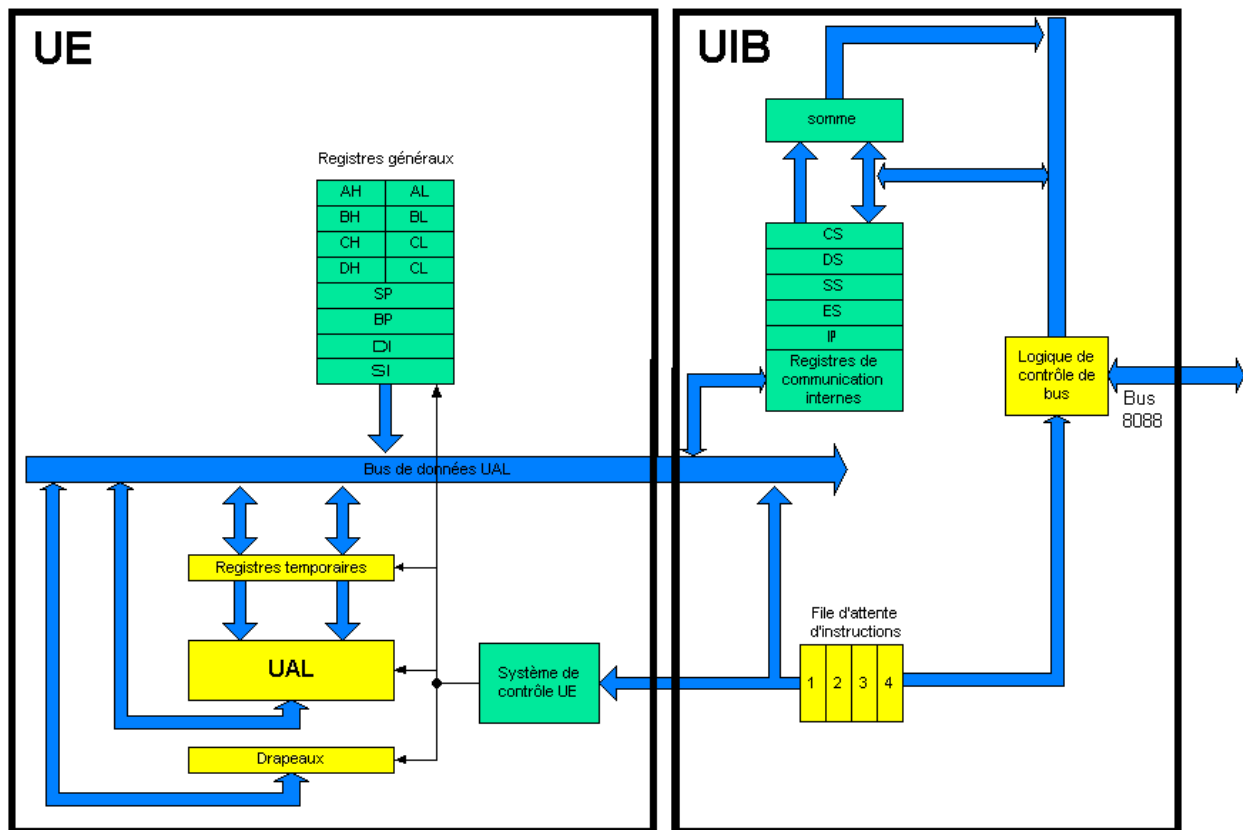 UE
Registres généraux
AH AL
BH BL
CH CL
DH CL
SP
BP
DI
SI
Bus de données UAL
Registres temporaires
UAL
Système de
contrôle UE
Drapeaux
UIB
somme
CS
DS
SS
ES
IP
Registres de
communication
internes
Logique de
contrôle de
bus
Bus
8088
File d'attente
d'instructions
1 2 3 4